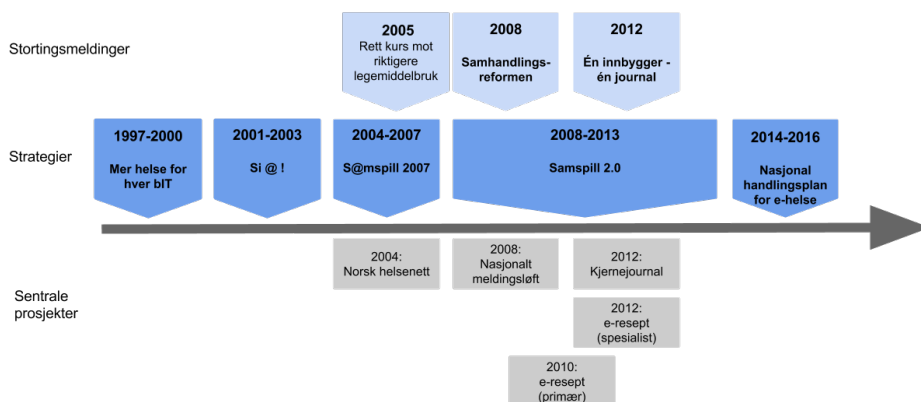 Stortingsmeldinger
2005
Rett kurs mot
riktigere
legemiddelbruk
2008
Samhandlings-
reformen
2012
Én innbygger -
én journal
Strategier
1997-2000
Mer helse for
hver bIT
2001-2003
Si @ !
2004-2007
S@mspill 2007
2008-2013
Samspill 2.0
2014-2016
Nasjonal
handlingsplan
for e-helse
Sentrale
prosjekter
2004:
Norsk helsenett
2008:
Nasjonalt
meldingsløft
2012:
Kjernejournal
2012:
e-resept
(spesialist)
2010:
e-resept
(primær)